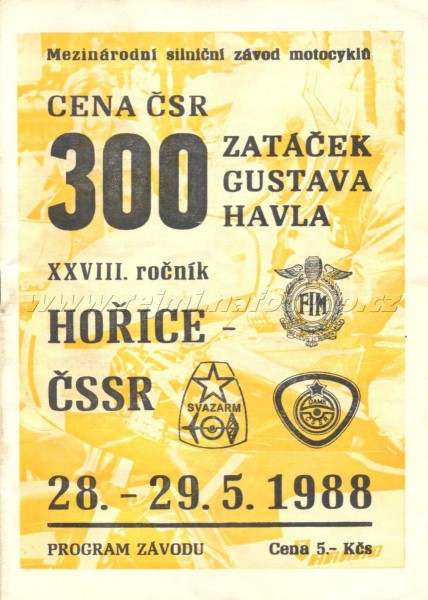 Mezinárodní silniční závod motocyklů
CENA ČSR
300 ZATÁČEK
GUSTAVA
HAVLA
XXVIII. ročník
FIM
HOŘICE -
ČSSR
SVAZARM
28. - 29. 5. 1988
PROGRAM ZÁVODU Cena 5.- Kčs